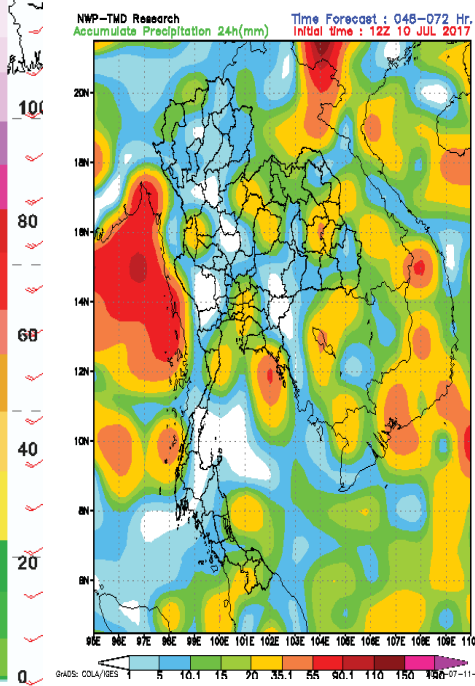 NWP-TMD Research
Time Forecast : 048-072 Hr.
Accumulate Precipitation 24h(mm)
Initial time : 12Z 10 JUL 2017
100
80
60
40
20
0
20N
18N
16N
14N
12N
10N
8N
6N
95E 96E 97E 98E 99E 100E 101E 102E 103E 104E 105E 106E 107E 108E 109E 110
GrADS: COLA/IGES
1 5 10.1 15 20 35.1 55 90.1 110 150